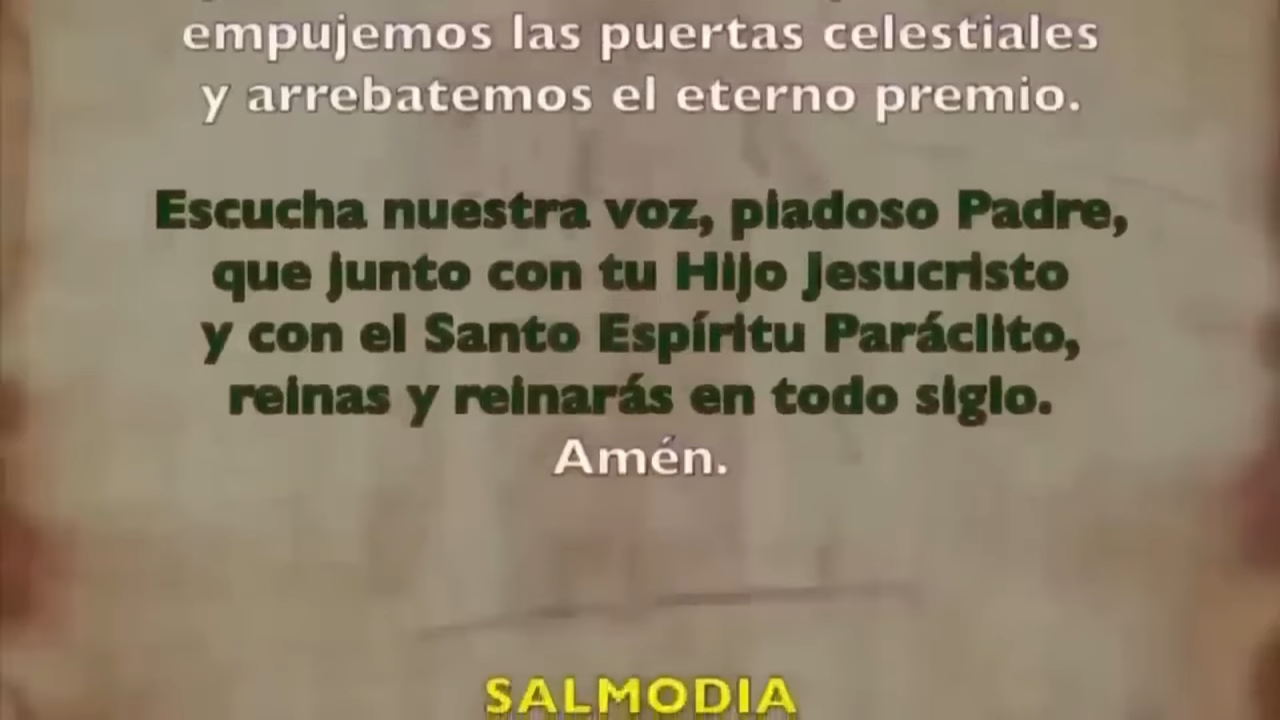 empujemos las puertas celestiales
y arrebatemos el eterno premio.
Escucha nuestra voz, piadoso Padre,
que junto con tu Hijo Jesucristo
y con el Santo Espíritu Paráclito,
reinas y reinarás en todo siglo.
Amén.
SALMODIA